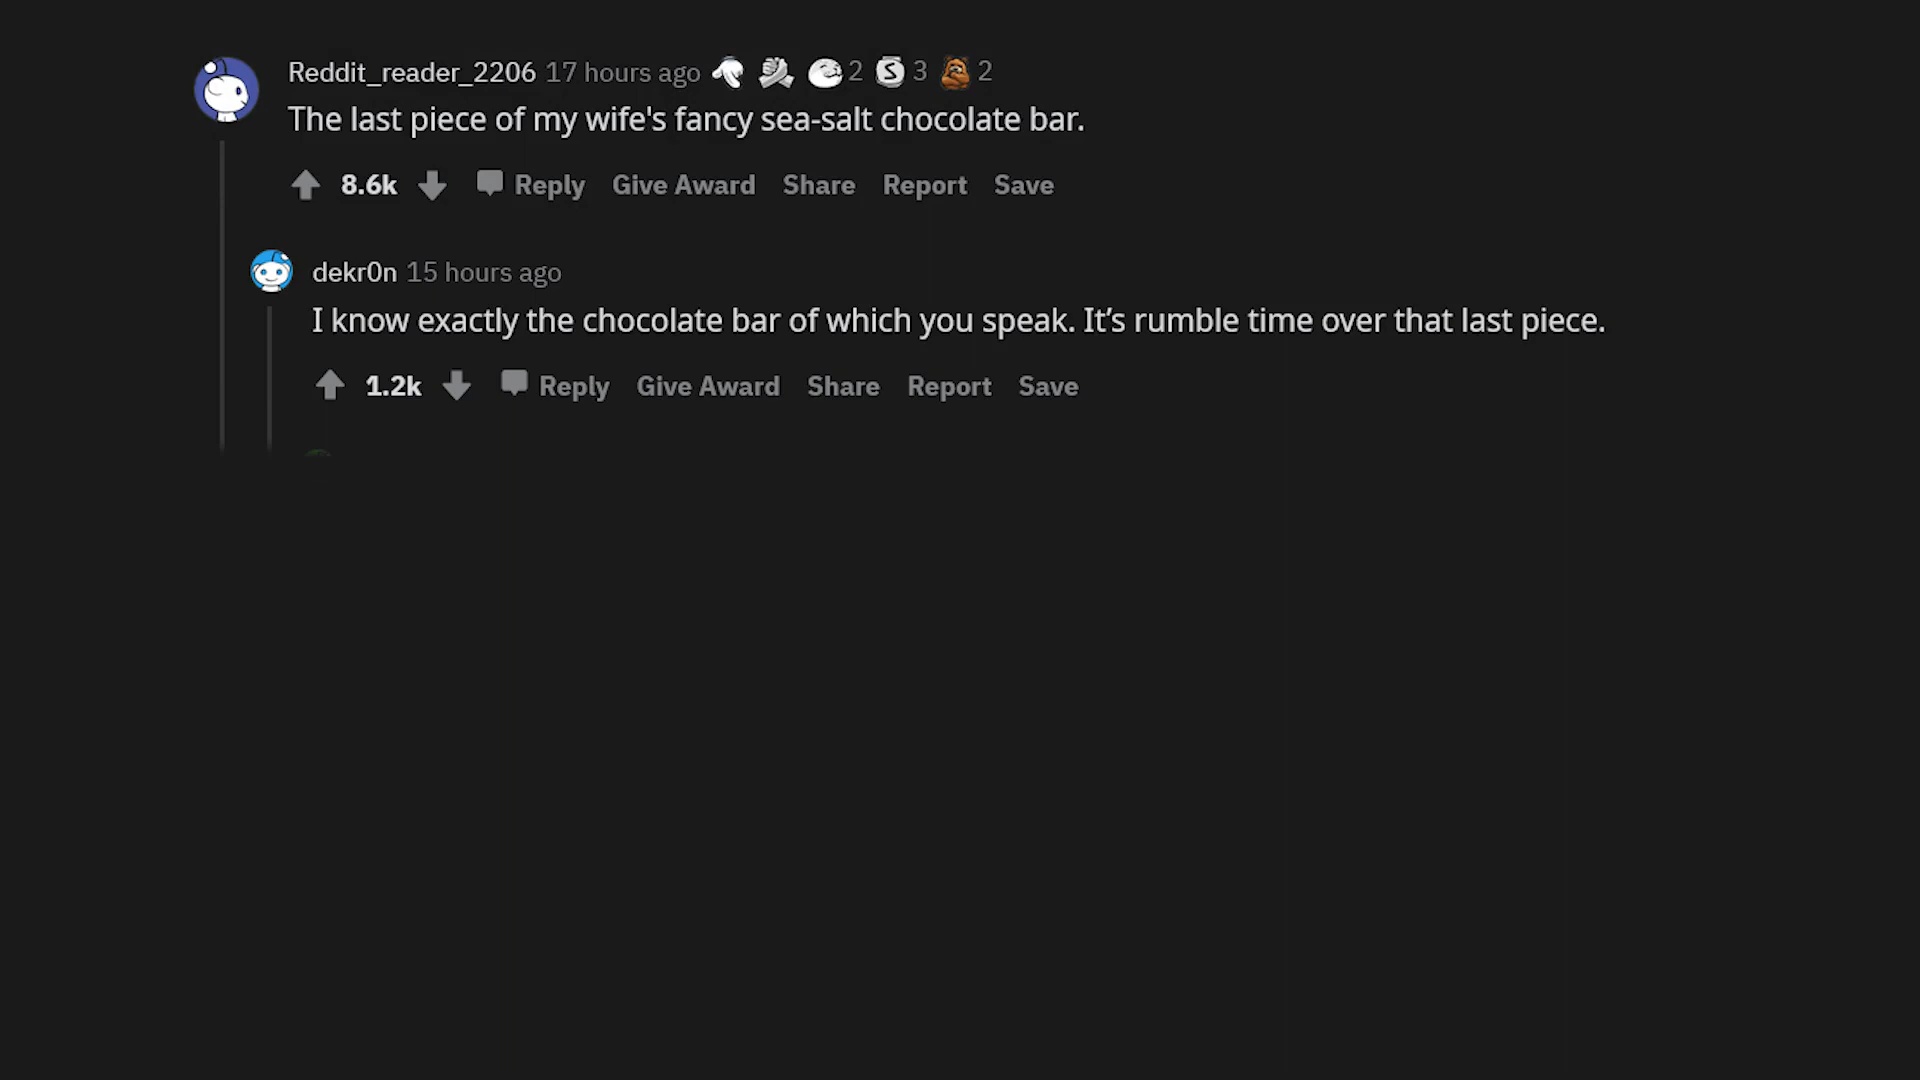 Reddit_reader_2206 17 hours ago 2 3 2
The last piece of my wife's fancy sea-salt chocolate bar.
8.6k Reply Give Award Share Report Save
dekr0n 15 hours ago
I know exactly the chocolate bar of which you speak. It’s rumble time over that last piece.
1.2k Reply Give Award Share Report Save